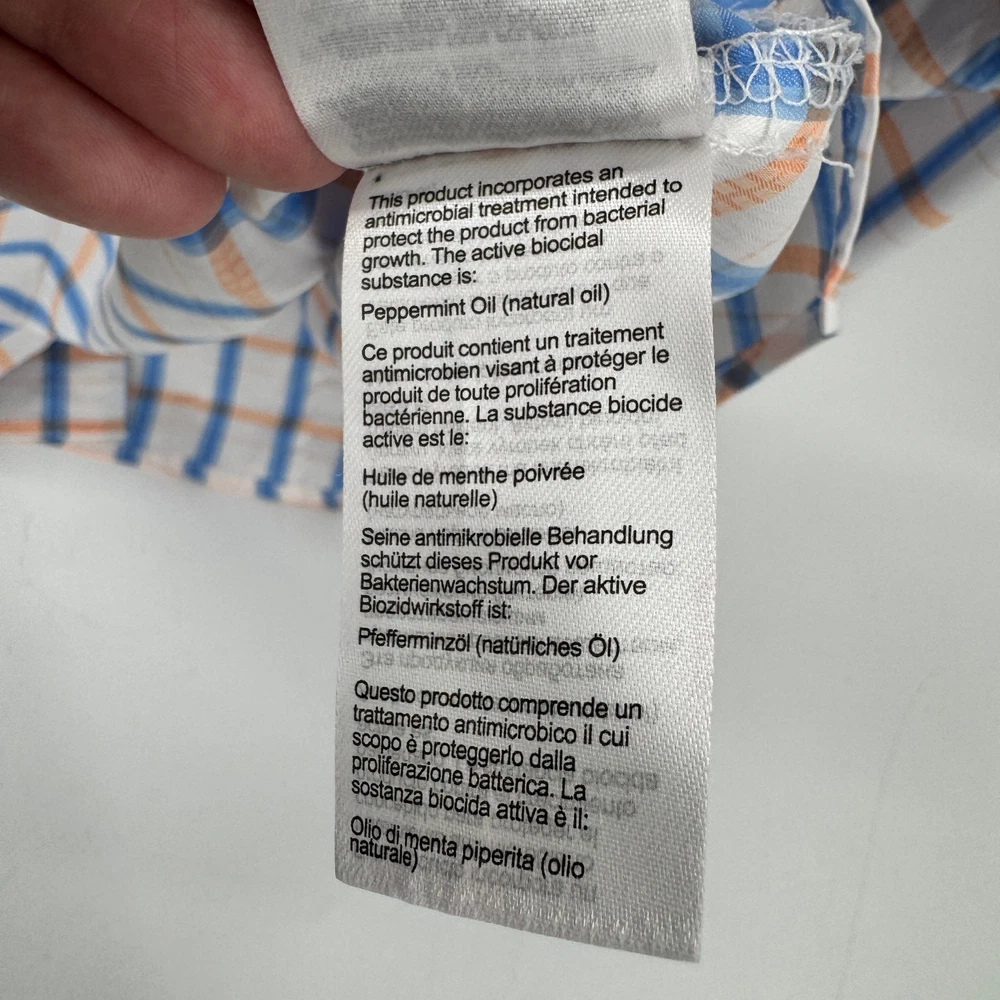 This product incorporates an
antimicrobial treatment intended to
protect the product from bacterial
growth. The active biocidal
substance is:
Peppermint Oil (natural oil)
Ce produit contient un traitement
antimicrobien visant à protéger le
produit de toute prolifération
bactérienne. La substance biocide
active est le:
Huile de menthe poivrée
(huile naturelle)
Seine antimikrobielle Behandlung
schützt dieses Produkt vor
Bakterienwachstum. Der aktive
Biozidwirkstoff ist:
Pfefferminzöl (natürliches Öl)
Questo prodotto comprende un
trattamento antimicrobico il cui
scopo è proteggerlo dalla
proliferazione batterica. La
sostanza biocida attiva è il:
Olio di menta piperita (olio
naturale)